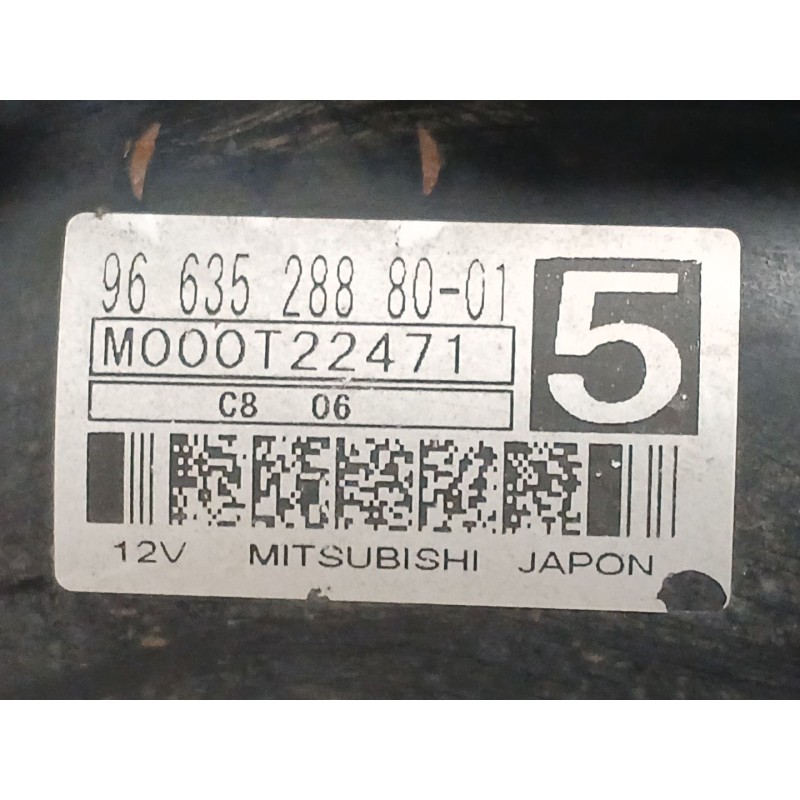 96 635 288 80-01
5
M000T22471
C8 06
12V MITSUBISHI JAPON